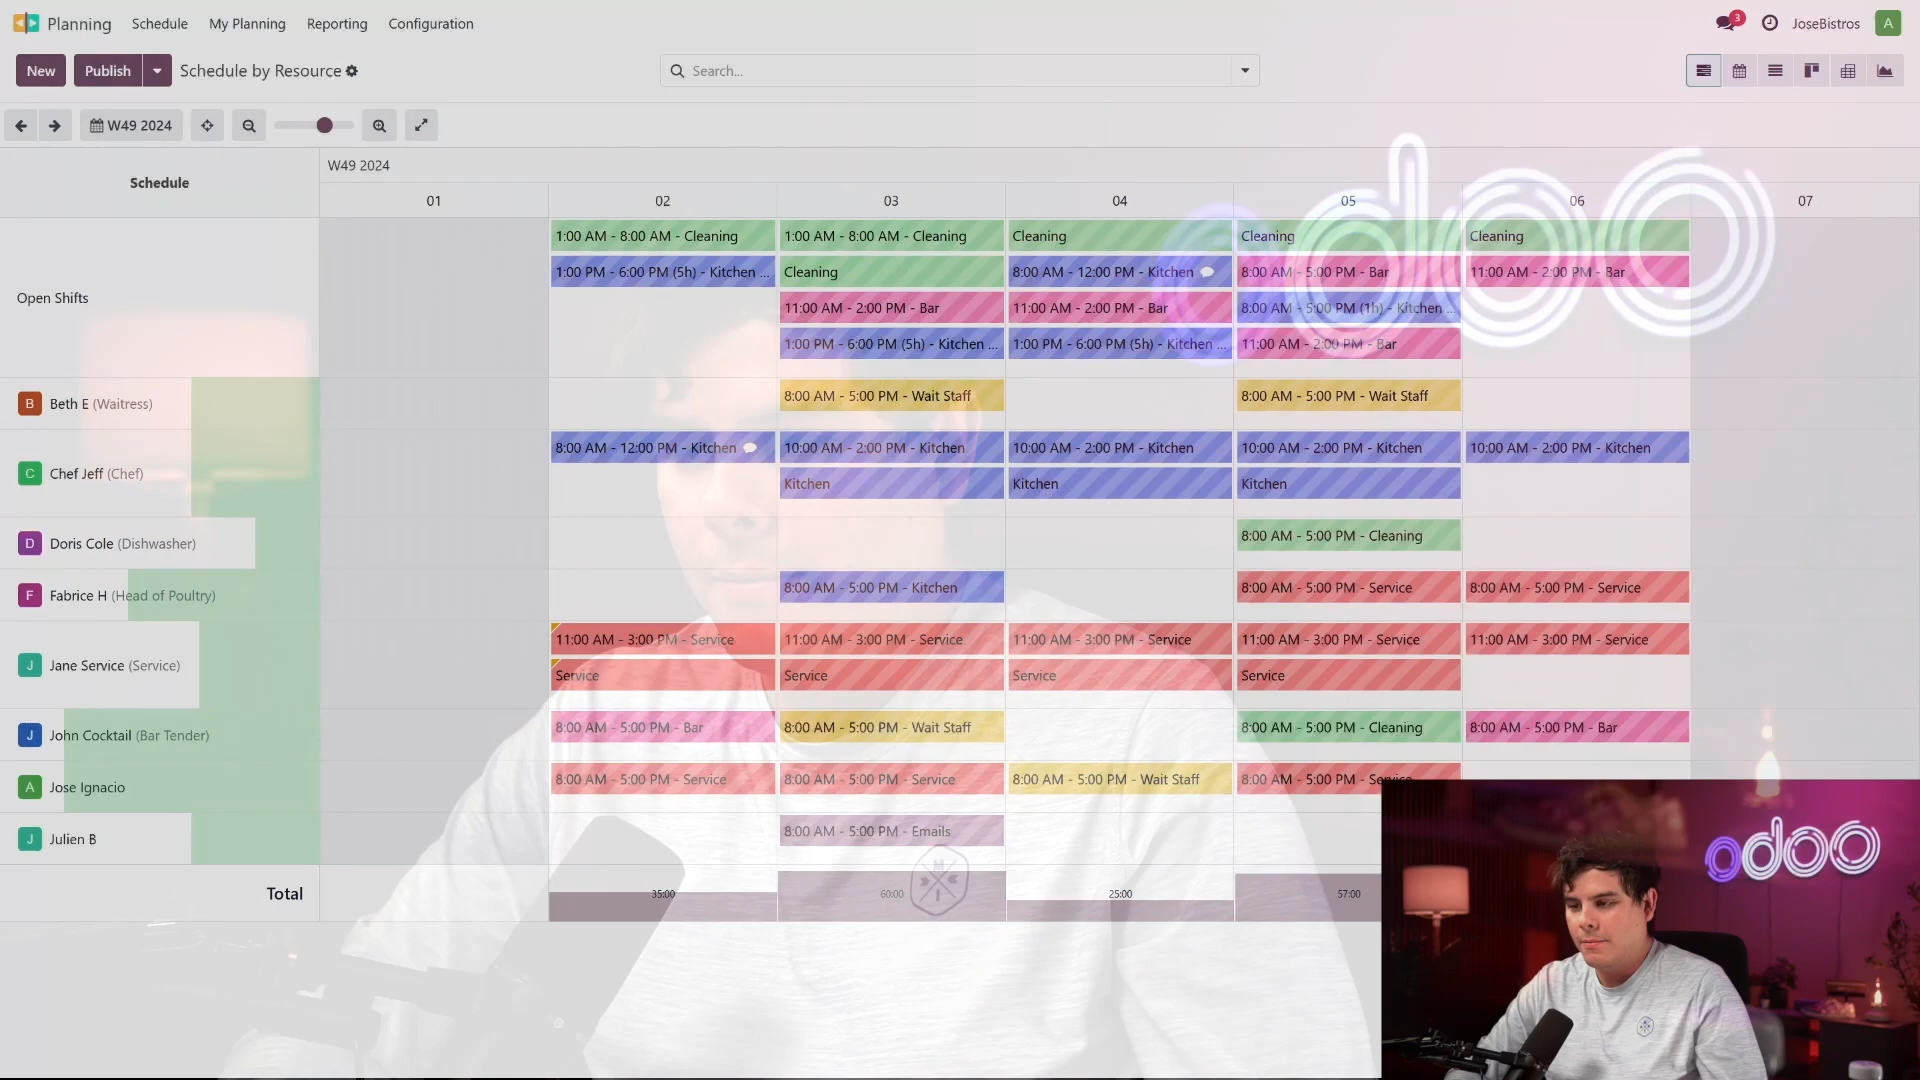 Planning Schedule My Planning Reporting Configuration 3 JoseBistros A
New Publish Schedule by Resource Search...
W49 2024
W49 2024
Schedule 01 02 03 04 05 06 07
odoo
Open Shifts
1:00 AM - 8:00 AM - Cleaning 1:00 AM - 8:00 AM - Cleaning Cleaning Cleaning Cleaning
1:00 PM - 6:00 PM (5h) - Kitchen ... Cleaning 8:00 AM - 12:00 PM - Kitchen 8:00 AM - 5:00 PM - Bar 11:00 AM - 2:00 PM - Bar
11:00 AM - 2:00 PM - Bar 11:00 AM - 2:00 PM - Bar 8:00 AM - 5:00 PM (1h) - Kitchen ...
1:00 PM - 6:00 PM (5h) - Kitchen ... 1:00 PM - 6:00 PM (5h) - Kitchen ... 11:00 AM - 2:00 PM - Bar
B Beth E (Waitress) 8:00 AM - 5:00 PM - Wait Staff 8:00 AM - 5:00 PM - Wait Staff
C Chef Jeff (Chef) 8:00 AM - 12:00 PM - Kitchen 10:00 AM - 2:00 PM - Kitchen 10:00 AM - 2:00 PM - Kitchen 10:00 AM - 2:00 PM - Kitchen 10:00 AM - 2:00 PM - Kitchen
Kitchen Kitchen Kitchen
D Doris Cole (Dishwasher) 8:00 AM - 5:00 PM - Cleaning
F Fabrice H (Head of Poultry) 8:00 AM - 5:00 PM - Kitchen 8:00 AM - 5:00 PM - Service 8:00 AM - 5:00 PM - Service
J Jane Service (Service) 11:00 AM - 3:00 PM - Service 11:00 AM - 3:00 PM - Service 11:00 AM - 3:00 PM - Service 11:00 AM - 3:00 PM - Service 11:00 AM - 3:00 PM - Service
Service Service Service Service
J John Cocktail (Bar Tender) 8:00 AM - 5:00 PM - Bar 8:00 AM - 5:00 PM - Wait Staff 8:00 AM - 5:00 PM - Cleaning 8:00 AM - 5:00 PM - Bar
A Jose Ignacio 8:00 AM - 5:00 PM - Service 8:00 AM - 5:00 PM - Service 8:00 AM - 5:00 PM - Wait Staff 8:00 AM - 5:00 PM - Service
J Julien B 8:00 AM - 5:00 PM - Emails
Total 35:00 60:00 25:00 57:00
odoo